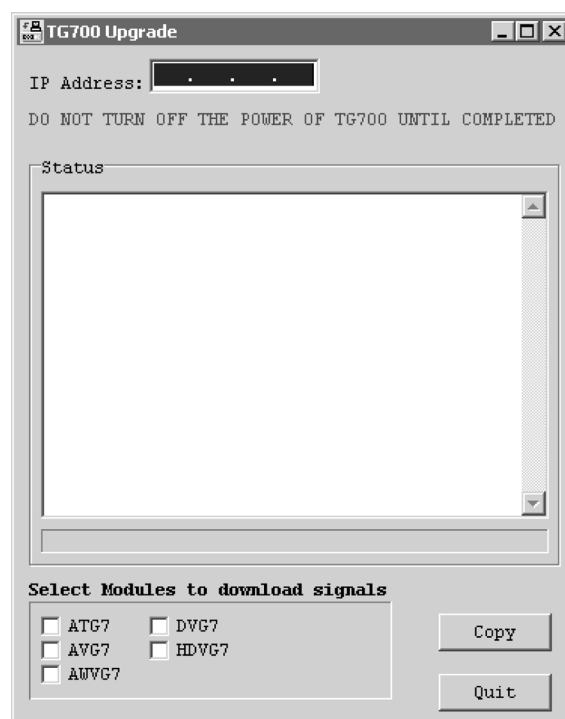 TG700 Upgrade
IP Address: . . .
DO NOT TURN OFF THE POWER OF TG700 UNTIL COMPLETED
Status
Select Modules to download signals
ATG7 DVG7
AVG7 HDVG7
AWVG7
Copy
Quit